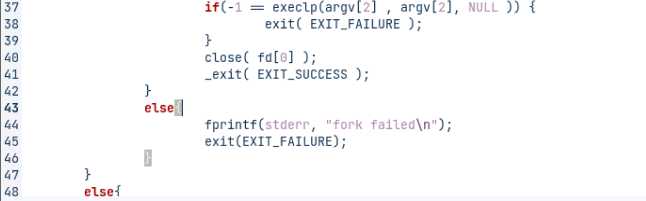 37 if(-1 == execlp(argv[2] , argv[2], NULL )) {
38 exit( EXIT_FAILURE );
39 }
40 close( fd[0] );
41 _exit( EXIT_SUCCESS );
42 }
43 else{
44 fprintf(stderr, "fork failed\n");
45 exit(EXIT_FAILURE);
46 }
47 }
48 else{